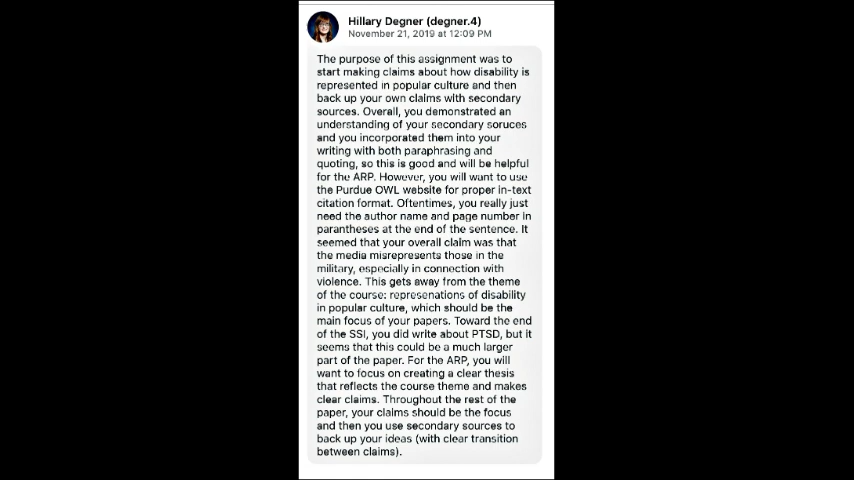 Hillary Degner (degner.4)
November 21, 2019 at 12:09 PM
The purpose of this assignment was to
start making claims about how disability is
represented in popular culture and then
back up your own claims with secondary
sources. Overall, you demonstrated an
understanding of your secondary soruces
and you incorporated them into your
writing with both paraphrasing and
quoting, so this is good and will be helpful
for the ARP. However, you will want to use
the Purdue OWL website for proper in-text
citation format. Oftentimes, you really just
need the author name and page number in
parantheses at the end of the sentence. It
seemed that your overall claim was that
the media misrepresents those in the
military, especially in connection with
violence. This gets away from the theme
of the course: represenations of disability
in popular culture, which should be the
main focus of your papers. Toward the end
of the SSI, you did write about PTSD, but it
seems that this could be a much larger
part of the paper. For the ARP, you will
want to focus on creating a clear thesis
that reflects the course theme and makes
clear claims. Throughout the rest of the
paper, your claims should be the focus
and then you use secondary sources to
back up your ideas (with clear transition
between claims).